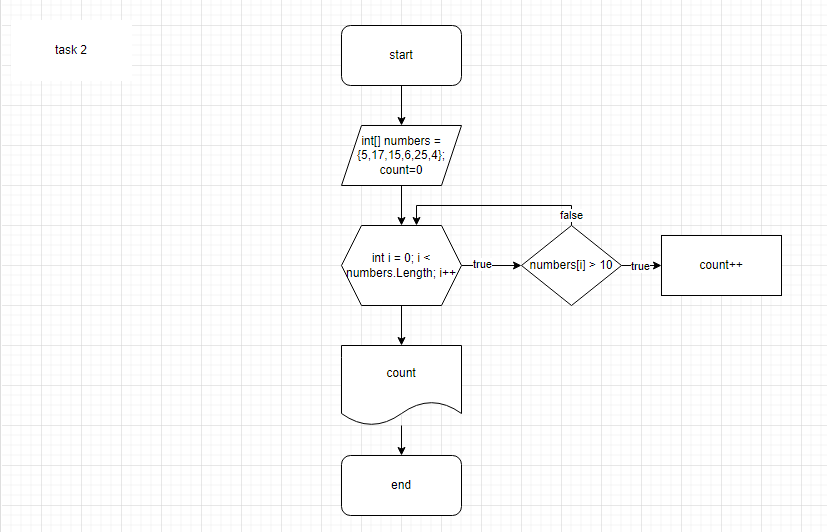 task 2
start
int[] numbers =
{5,17,15,6,25,4};
count=0
false
int i = 0; i <
numbers.Length; i++
true
numbers[i] > 10
true
count++
count
end